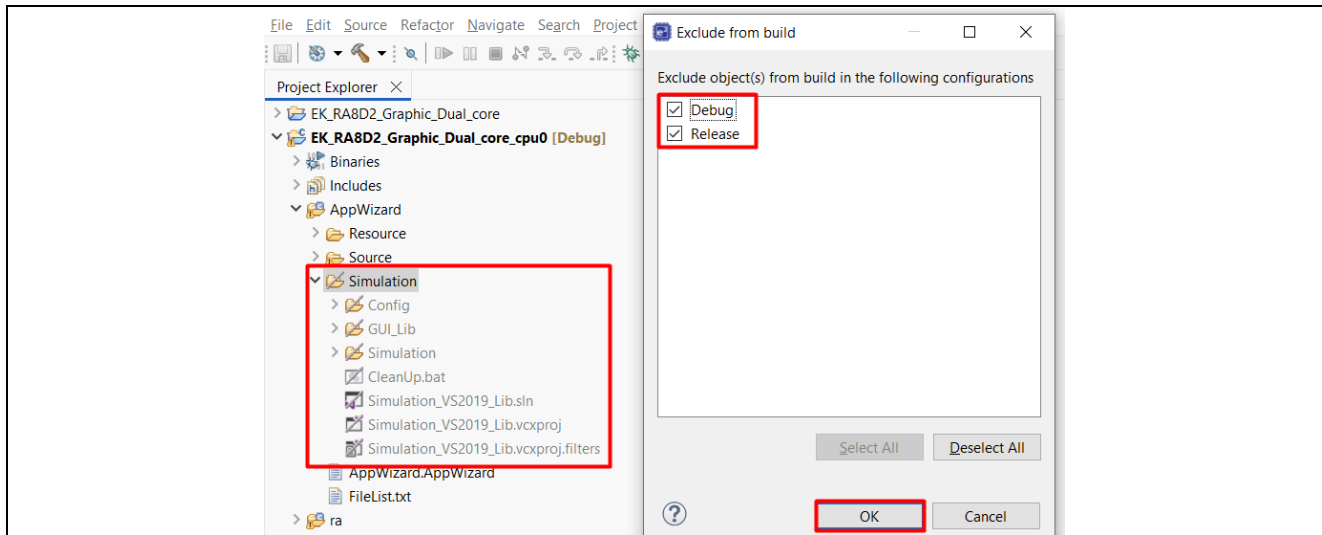 File Edit Source Refactor Navigate Search Project
Project Explorer
EK_RA8D2_Graphic_Dual_core
EK_RA8D2_Graphic_Dual_core_cpu0 [Debug]
Binaries
Includes
AppWizard
Resource
Source
Simulation
Config
GUI_Lib
Simulation
CleanUp.bat
Simulation_VS2019_Lib.sln
Simulation_VS2019_Lib.vcxproj
Simulation_VS2019_Lib.vcxproj.filters
AppWizard.AppWizard
FileList.txt
ra
Exclude from build
Exclude object(s) from build in the following configurations
Debug
Release
Select All Deselect All
OK Cancel